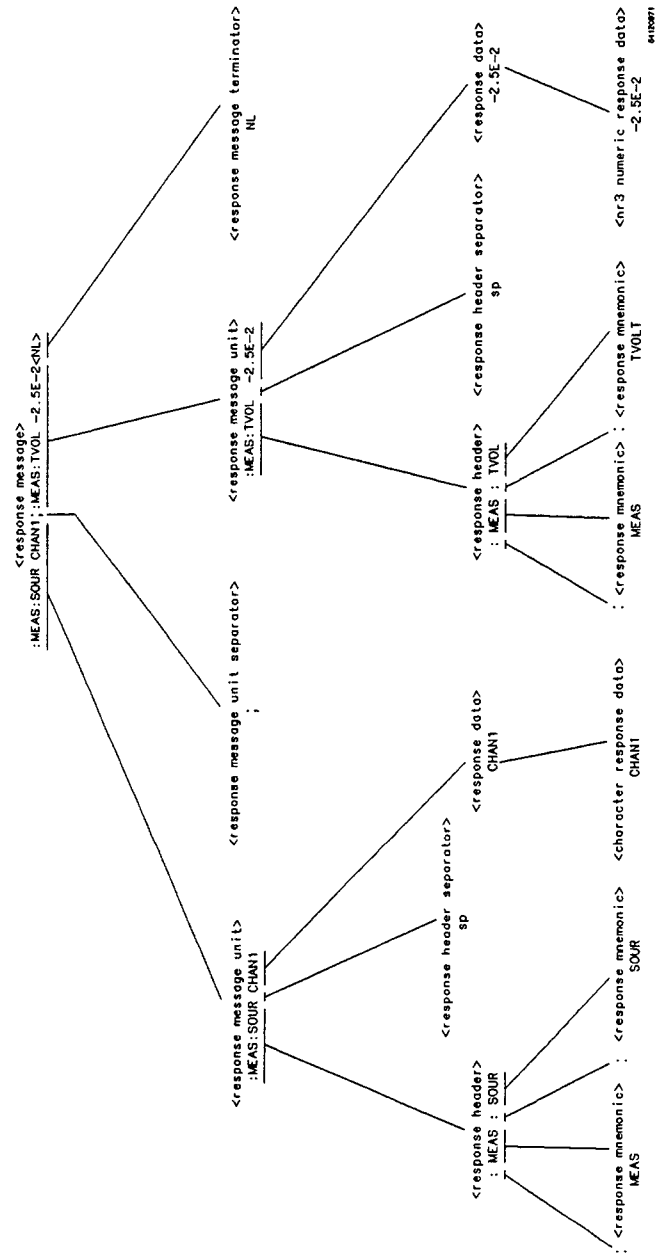 <response message>
:MEAS:SOUR CHAN1;:MEAS:TVOL -2.5E-2<NL>
<response message unit>
:MEAS:SOUR CHAN1
<response message unit separator>
;
<response message unit>
:MEAS:TVOL -2.5E-2
<response message terminator>
NL
<response header>
: MEAS : SOUR
<response header separator>
sp
<response data>
CHAN1
<response header>
: MEAS : TVOL
<response header separator>
sp
<response data>
-2.5E-2
: <response mnemonic> : <response mnemonic>
MEAS SOUR
<character response data>
CHAN1
: <response mnemonic> : <response mnemonic>
MEAS TVOLT
<nr3 numeric response data>
-2.5E-2